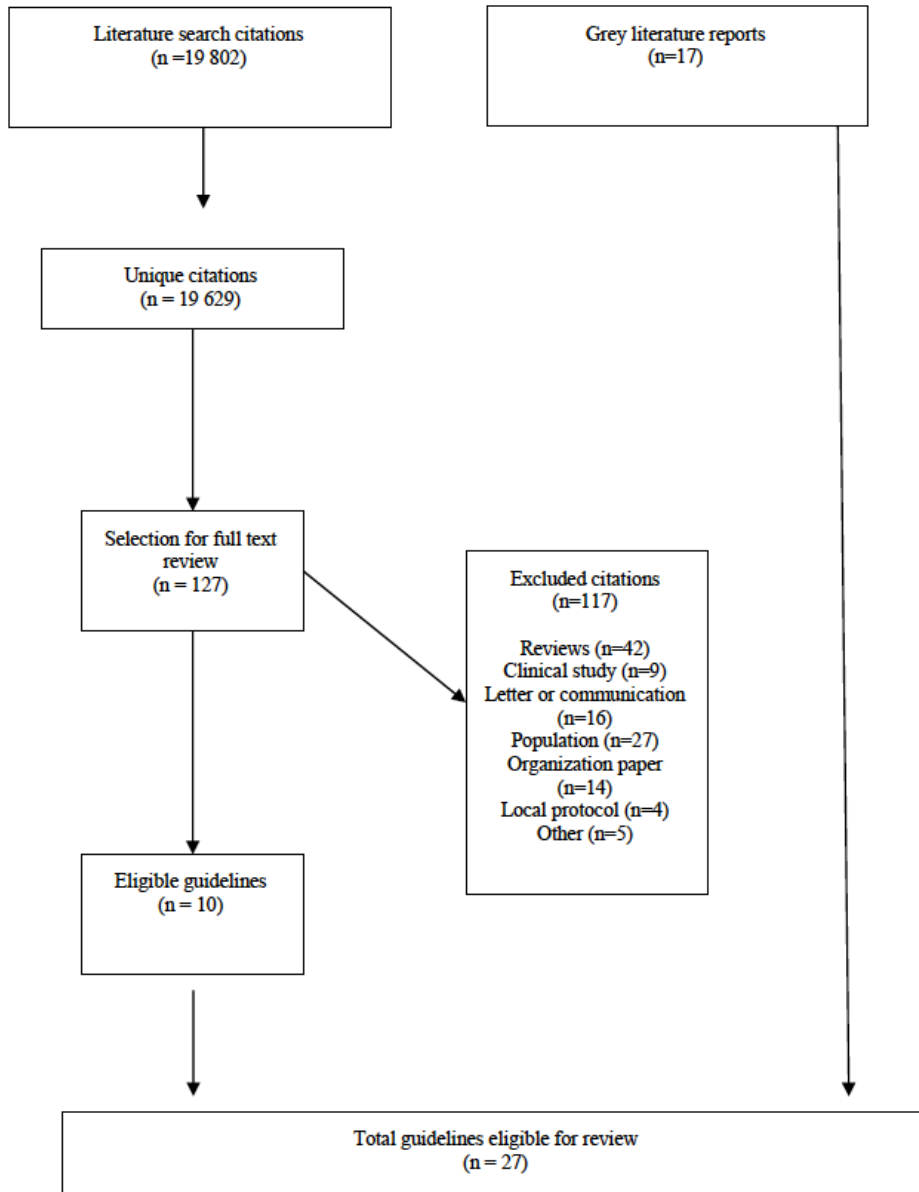 Literature search citations
(n =19 802)
Grey literature reports
(n=17)
Unique citations
(n = 19 629)
Selection for full text
review
(n = 127)
Excluded citations
(n=117)
Reviews (n=42)
Clinical study (n=9)
Letter or communication
(n=16)
Population (n=27)
Organization paper
(n=14)
Local protocol (n=4)
Other (n=5)
Eligible guidelines
(n = 10)
Total guidelines eligible for review
(n = 27)